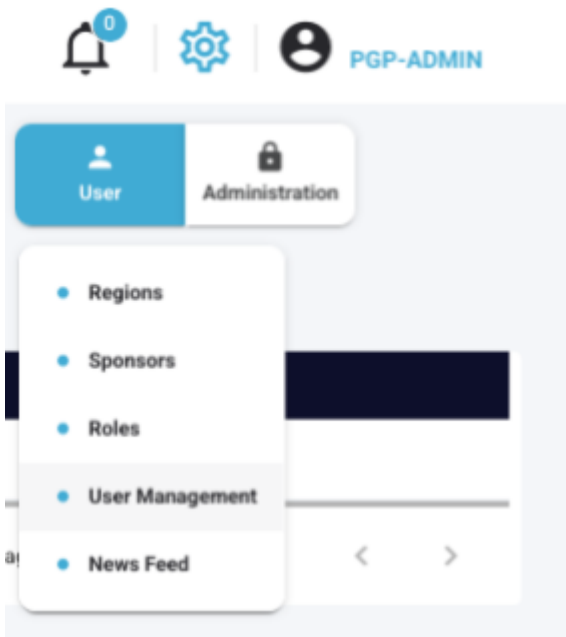 0
PGP-ADMIN
User
Administration
Regions
Sponsors
Roles
User Management
News Feed